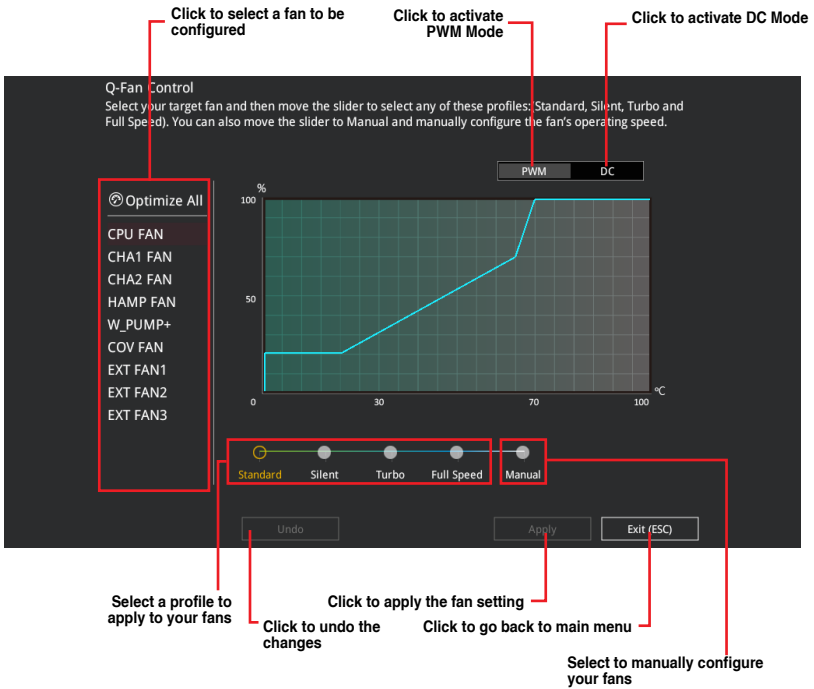 Click to select a fan to be
configured
Click to activate
PWM Mode
Click to activate DC Mode
Q-Fan Control
Select your target fan and then move the slider to select any of these profiles:(Standard, Silent, Turbo and
Full Speed). You can also move the slider to Manual and manually configure the fan's operating speed.
PWM
DC
Optimize All
CPU FAN
CHA1 FAN
CHA2 FAN
HAMP FAN
W_PUMP+
COV FAN
EXT FAN1
EXT FAN2
EXT FAN3
%
100
50
0
30
70
100
ºC
Standard
Silent
Turbo
Full Speed
Manual
Undo
Apply
Exit (ESC)
Select a profile to
apply to your fans
Click to undo the
changes
Click to apply the fan setting
Click to go back to main menu
Select to manually configure
your fans